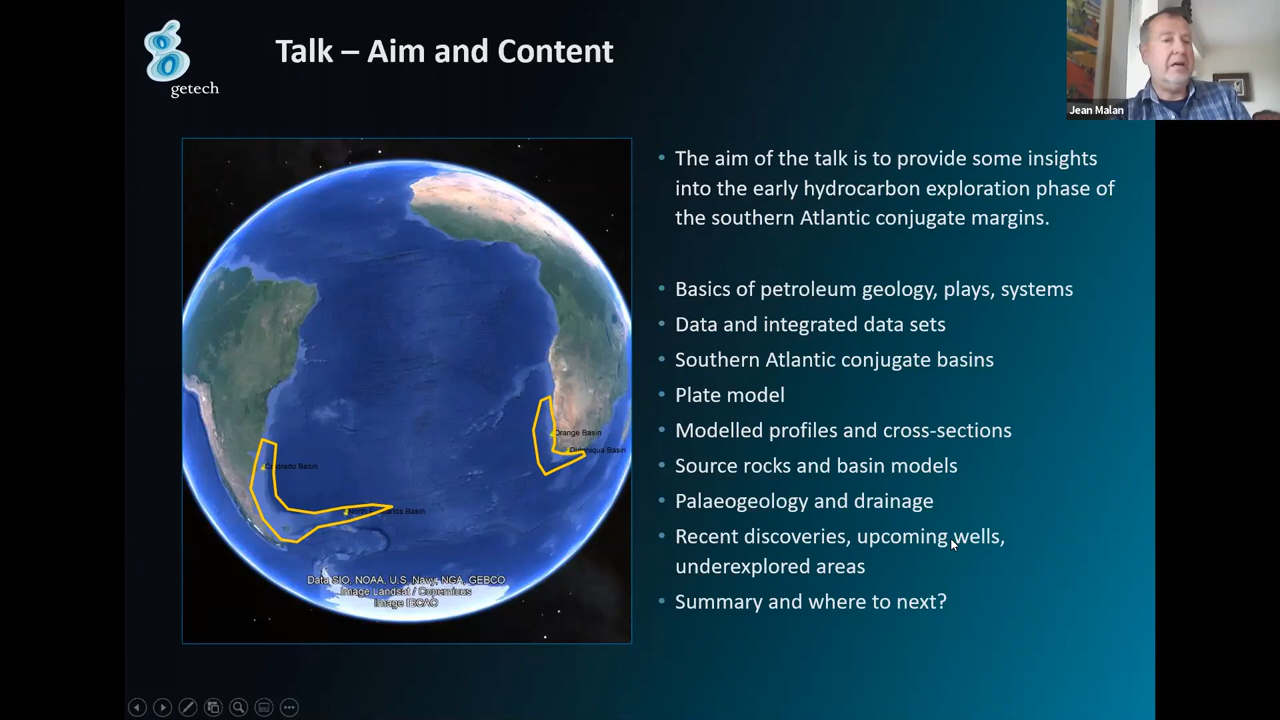 getech
Talk – Aim and Content
Jean Malan
• The aim of the talk is to provide some insights
into the early hydrocarbon exploration phase of
the southern Atlantic conjugate margins.
• Basics of petroleum geology, plays, systems
• Data and integrated data sets
• Southern Atlantic conjugate basins
• Plate model
• Modelled profiles and cross-sections
• Source rocks and basin models
• Palaeogeology and drainage
• Recent discoveries, upcoming wells,
underexplored areas
• Summary and where to next?
Orange Basin
Basin
Basin
North Basin
Data SIO, NOAA, U.S. Navy, NGA, GEBCO
Image Landsat / Copernicus
Image IBCAO